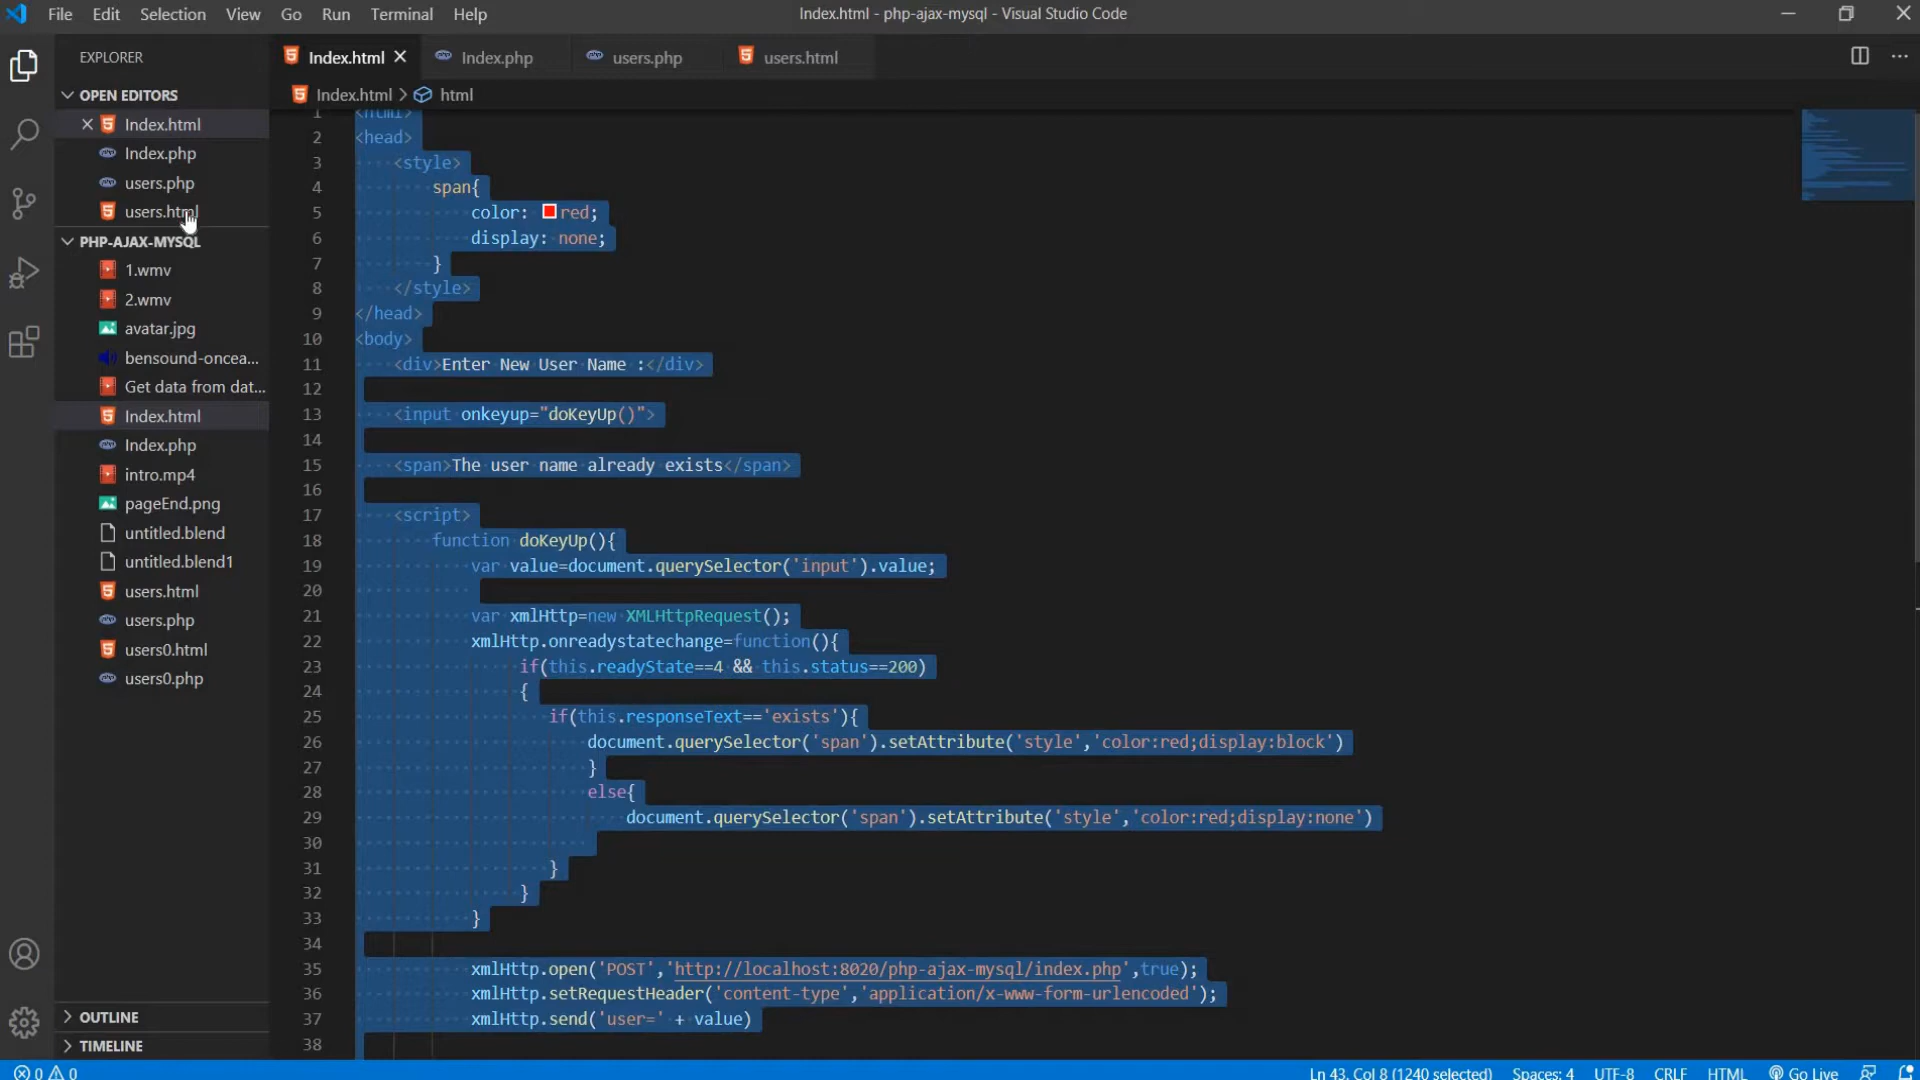 File Edit Selection View Go Run Terminal Help
Index.html - php-ajax-mysql - Visual Studio Code
EXPLORER
OPEN EDITORS
Index.html
Index.php
users.php
users.html
PHP-AJAX-MYSQL
1.wmv
2.wmv
avatar.jpg
bensound-oncea...
Get data from dat...
Index.html
Index.php
intro.mp4
pageEnd.png
untitled.blend
untitled.blend1
users.html
users.php
users0.html
users0.php
OUTLINE
TIMELINE
Index.html Index.php users.php users.html
Index.html > html
1 <html>
2 <head>
3 <style>
4 span{
5 color: red;
6 display: none;
7 }
8 </style>
9 </head>
10 <body>
11 <div>Enter New User Name :</div>
12
13 <input onkeyup="doKeyUp()">
14
15 <span>The user name already exists</span>
16
17 <script>
18 function doKeyUp(){
19 var value=document.querySelector('input').value;
20
21 var xmlHttp=new XMLHttpRequest();
22 xmlHttp.onreadystatechange=function(){
23 if(this.readyState==4 && this.status==200)
24 {
25 if(this.responseText=='exists'){
26 document.querySelector('span').setAttribute('style','color:red;display:block')
27 }
28 else{
29 document.querySelector('span').setAttribute('style','color:red;display:none')
30
31 }
32 }
33 }
34
35 xmlHttp.open('POST','http://localhost:8020/php-ajax-mysql/index.php',true);
36 xmlHttp.setRequestHeader('content-type','application/x-www-form-urlencoded');
37 xmlHttp.send('user=' + value)
38
0 0
Ln 43, Col 8 (1240 selected) Spaces: 4 UTF-8 CRLF HTML Go Live